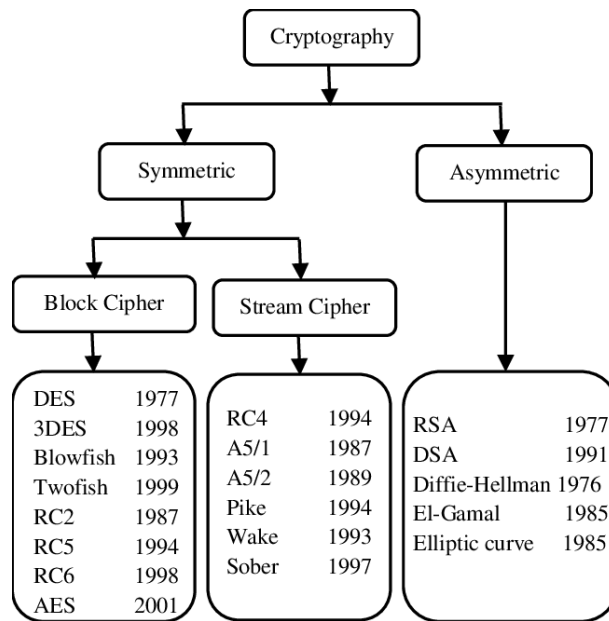 Cryptography
Symmetric
Asymmetric
Block Cipher
Stream Cipher
DES 1977
3DES 1998
Blowfish 1993
Twofish 1999
RC2 1987
RC5 1994
RC6 1998
AES 2001
RC4 1994
A5/1 1987
A5/2 1989
Pike 1994
Wake 1993
Sober 1997
RSA 1977
DSA 1991
Diffie-Hellman 1976
El-Gamal 1985
Elliptic curve 1985